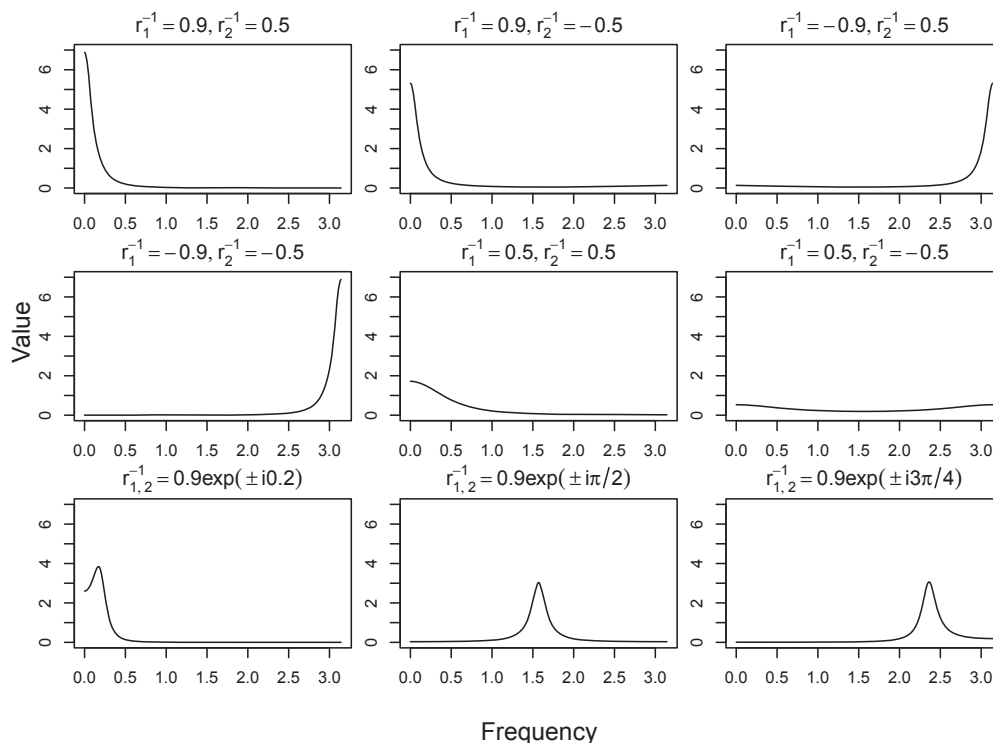 r₁⁻¹ = 0.9, r₂⁻¹ = 0.5
r₁⁻¹ = 0.9, r₂⁻¹ = −0.5
r₁⁻¹ = −0.9, r₂⁻¹ = 0.5
0 2 4 6
0.0 0.5 1.0 1.5 2.0 2.5 3.0
0 2 4 6
0.0 0.5 1.0 1.5 2.0 2.5 3.0
0 2 4 6
0.0 0.5 1.0 1.5 2.0 2.5 3.0
r₁⁻¹ = −0.9, r₂⁻¹ = −0.5
r₁⁻¹ = 0.5, r₂⁻¹ = 0.5
r₁⁻¹ = 0.5, r₂⁻¹ = −0.5
Value
0 2 4 6
0.0 0.5 1.0 1.5 2.0 2.5 3.0
0 2 4 6
0.0 0.5 1.0 1.5 2.0 2.5 3.0
0 2 4 6
0.0 0.5 1.0 1.5 2.0 2.5 3.0
r₁,₂⁻¹ = 0.9exp(±i0.2)
r₁,₂⁻¹ = 0.9exp(±iπ/2)
r₁,₂⁻¹ = 0.9exp(±i3π/4)
0 2 4 6
0.0 0.5 1.0 1.5 2.0 2.5 3.0
0 2 4 6
0.0 0.5 1.0 1.5 2.0 2.5 3.0
0 2 4 6
0.0 0.5 1.0 1.5 2.0 2.5 3.0
Frequency